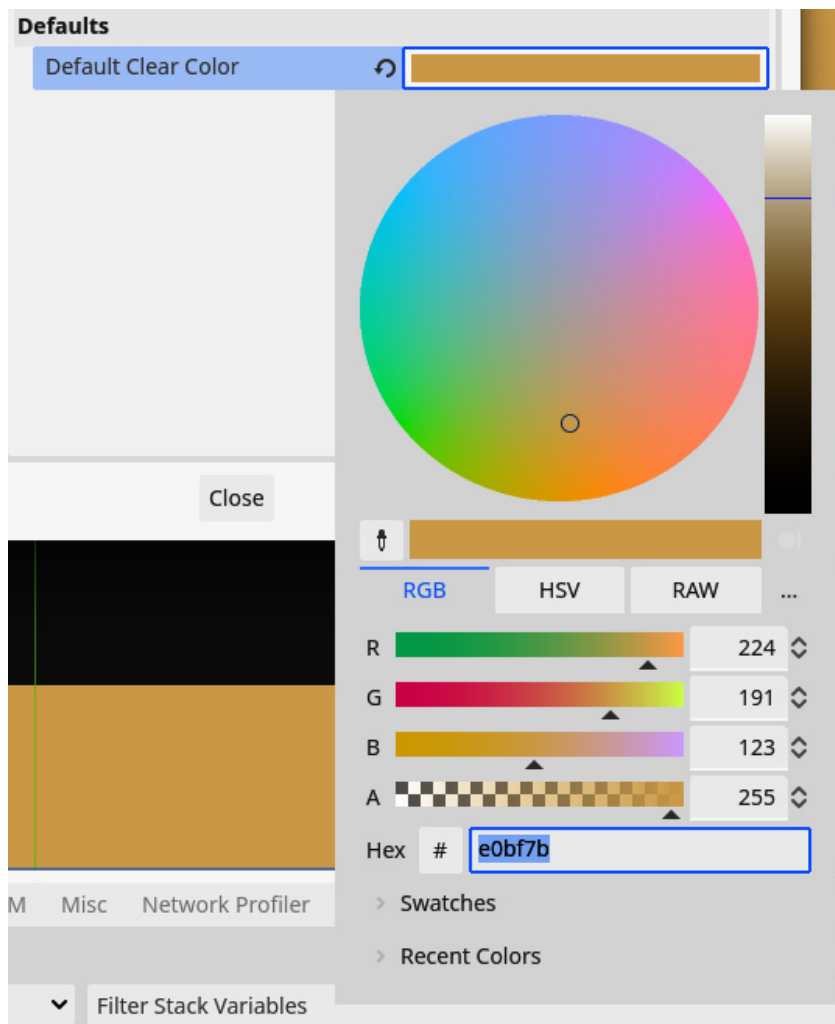 Defaults
Default Clear Color
Close
RGB HSV RAW ...
R 224
G 191
B 123
A 255
Hex # e0bf7b
M Misc Network Profiler
Swatches
Recent Colors
Filter Stack Variables